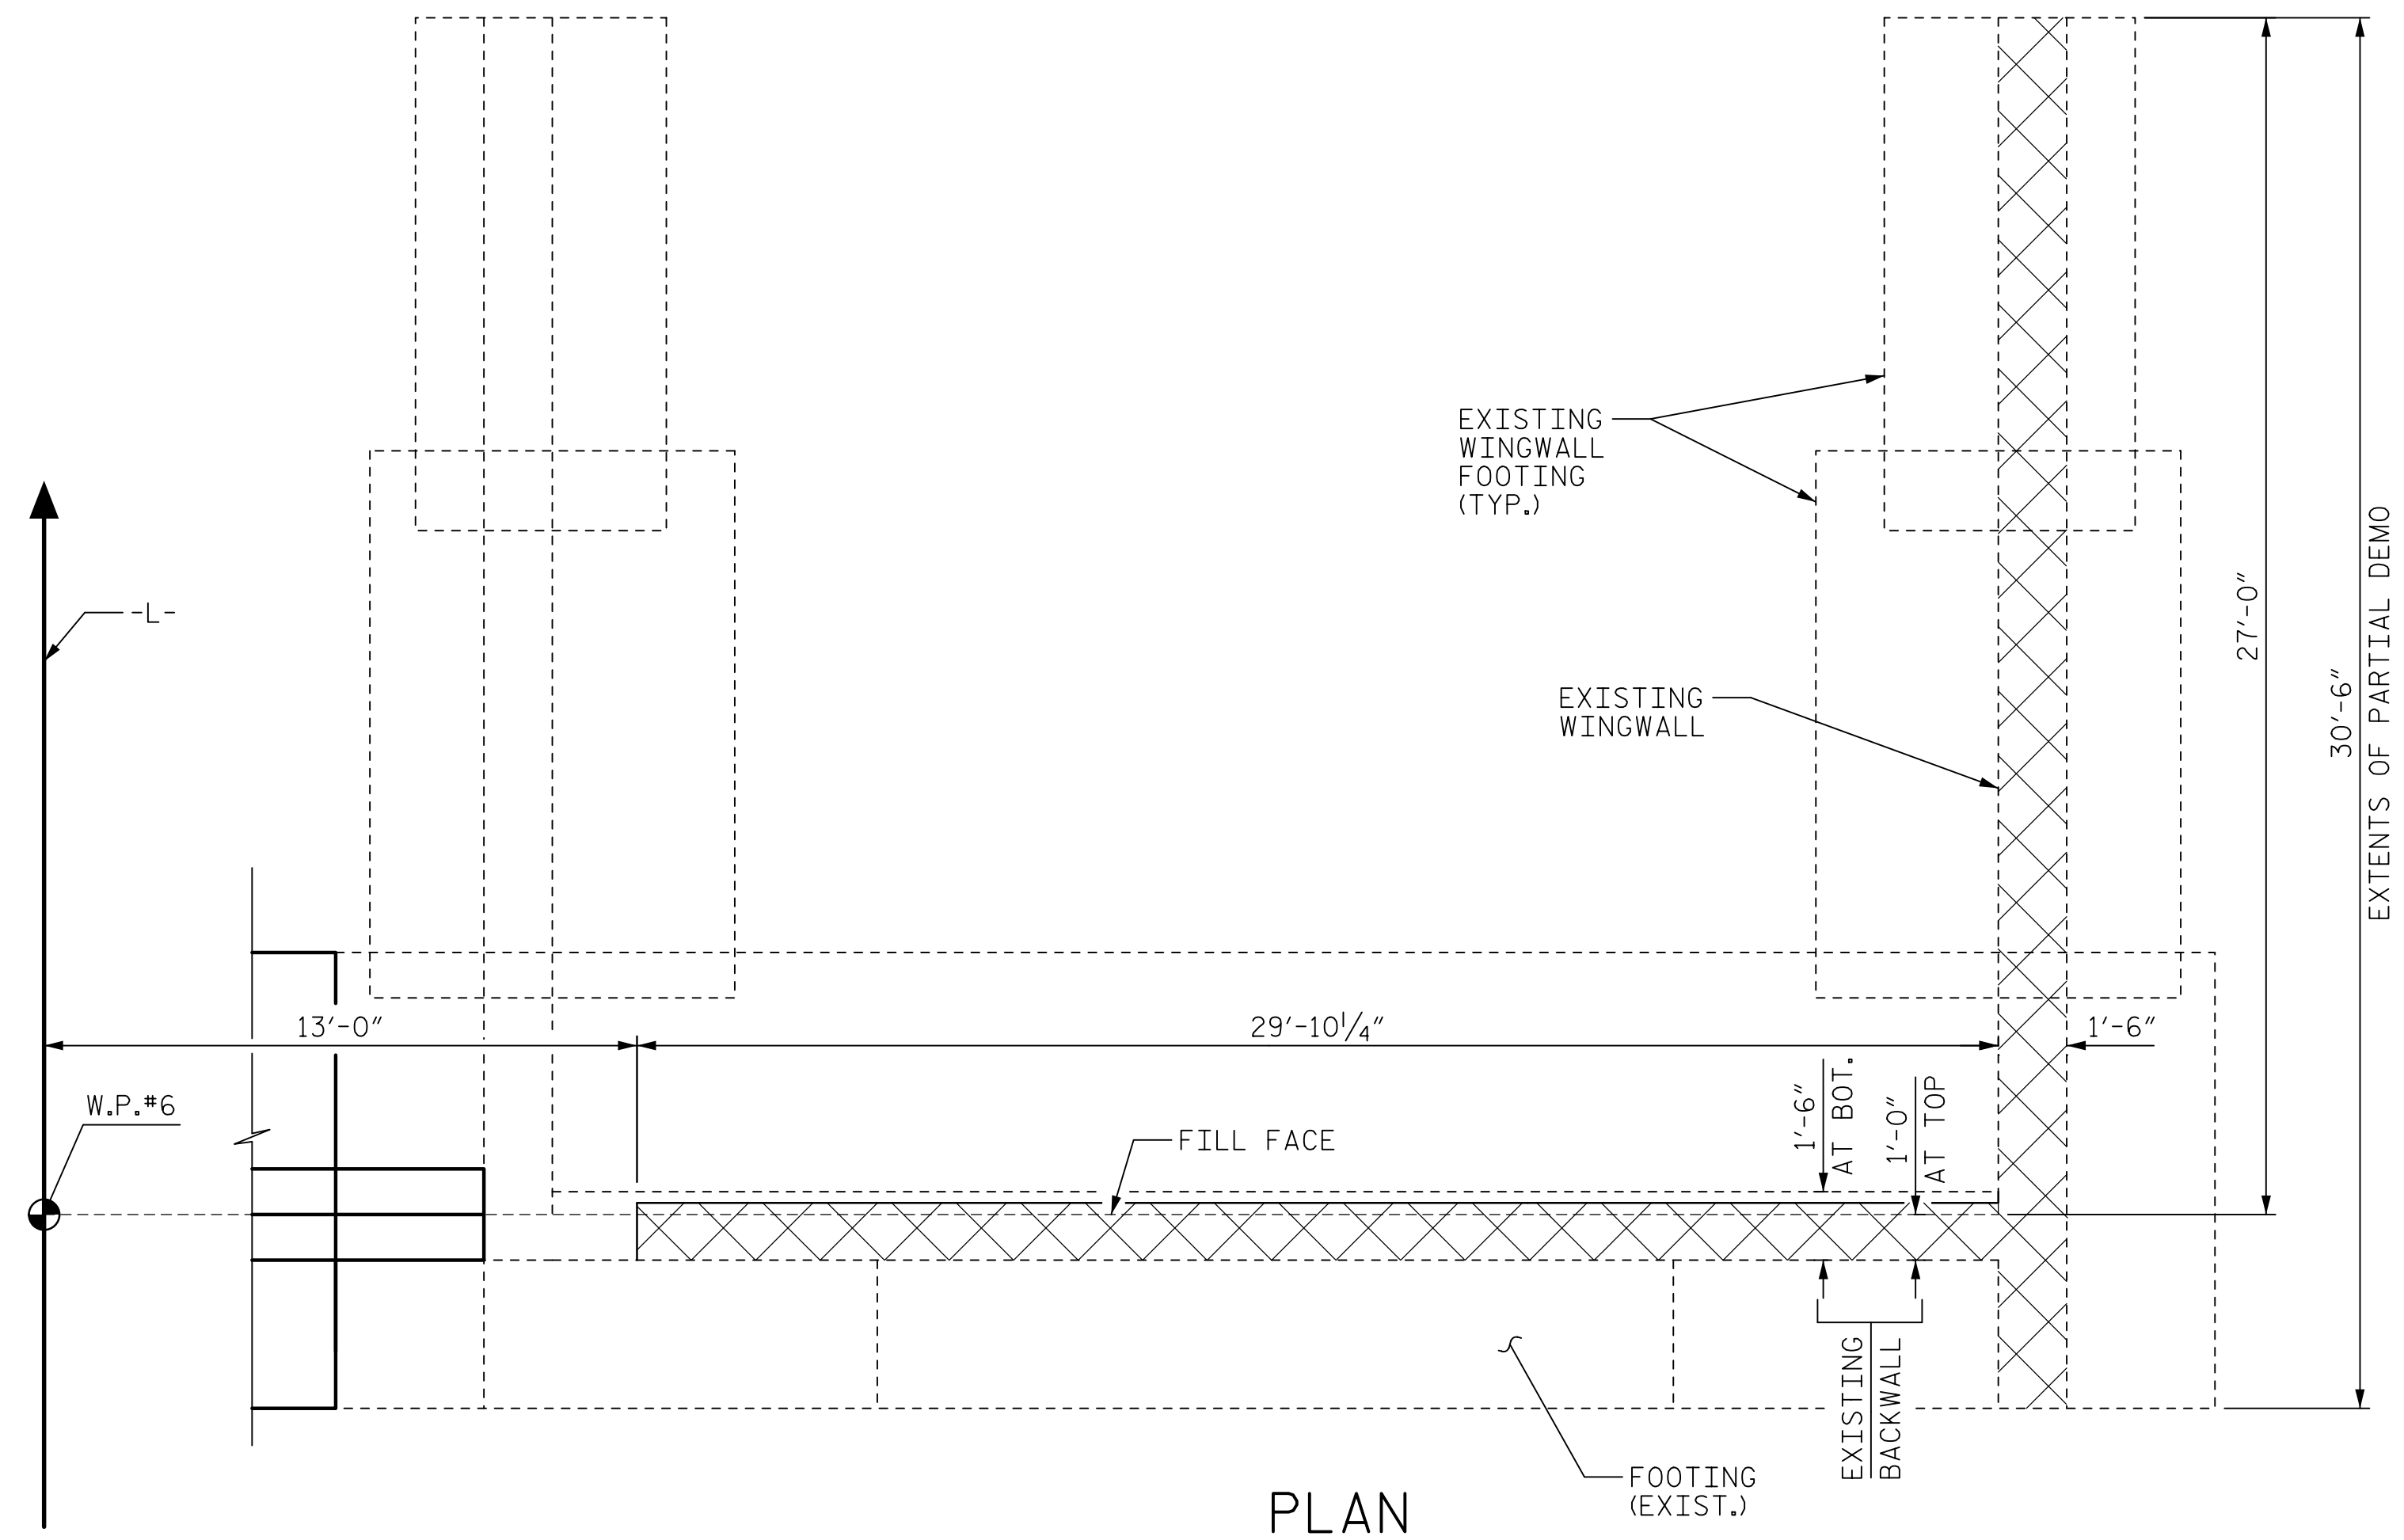 EXISTING
WINGWALL
FOOTING
(TYP.)
-L-
EXISTING
WINGWALL
27'-0"
30'-6"
EXTENTS OF PARTIAL DEMO
13'-0"
29'-10 1/4"
1'-6"
W.P.#6
FILL FACE
1'-6"
AT BOT.
1'-0"
AT TOP
EXISTING
BACKWALL
FOOTING
(EXIST.)
PLAN